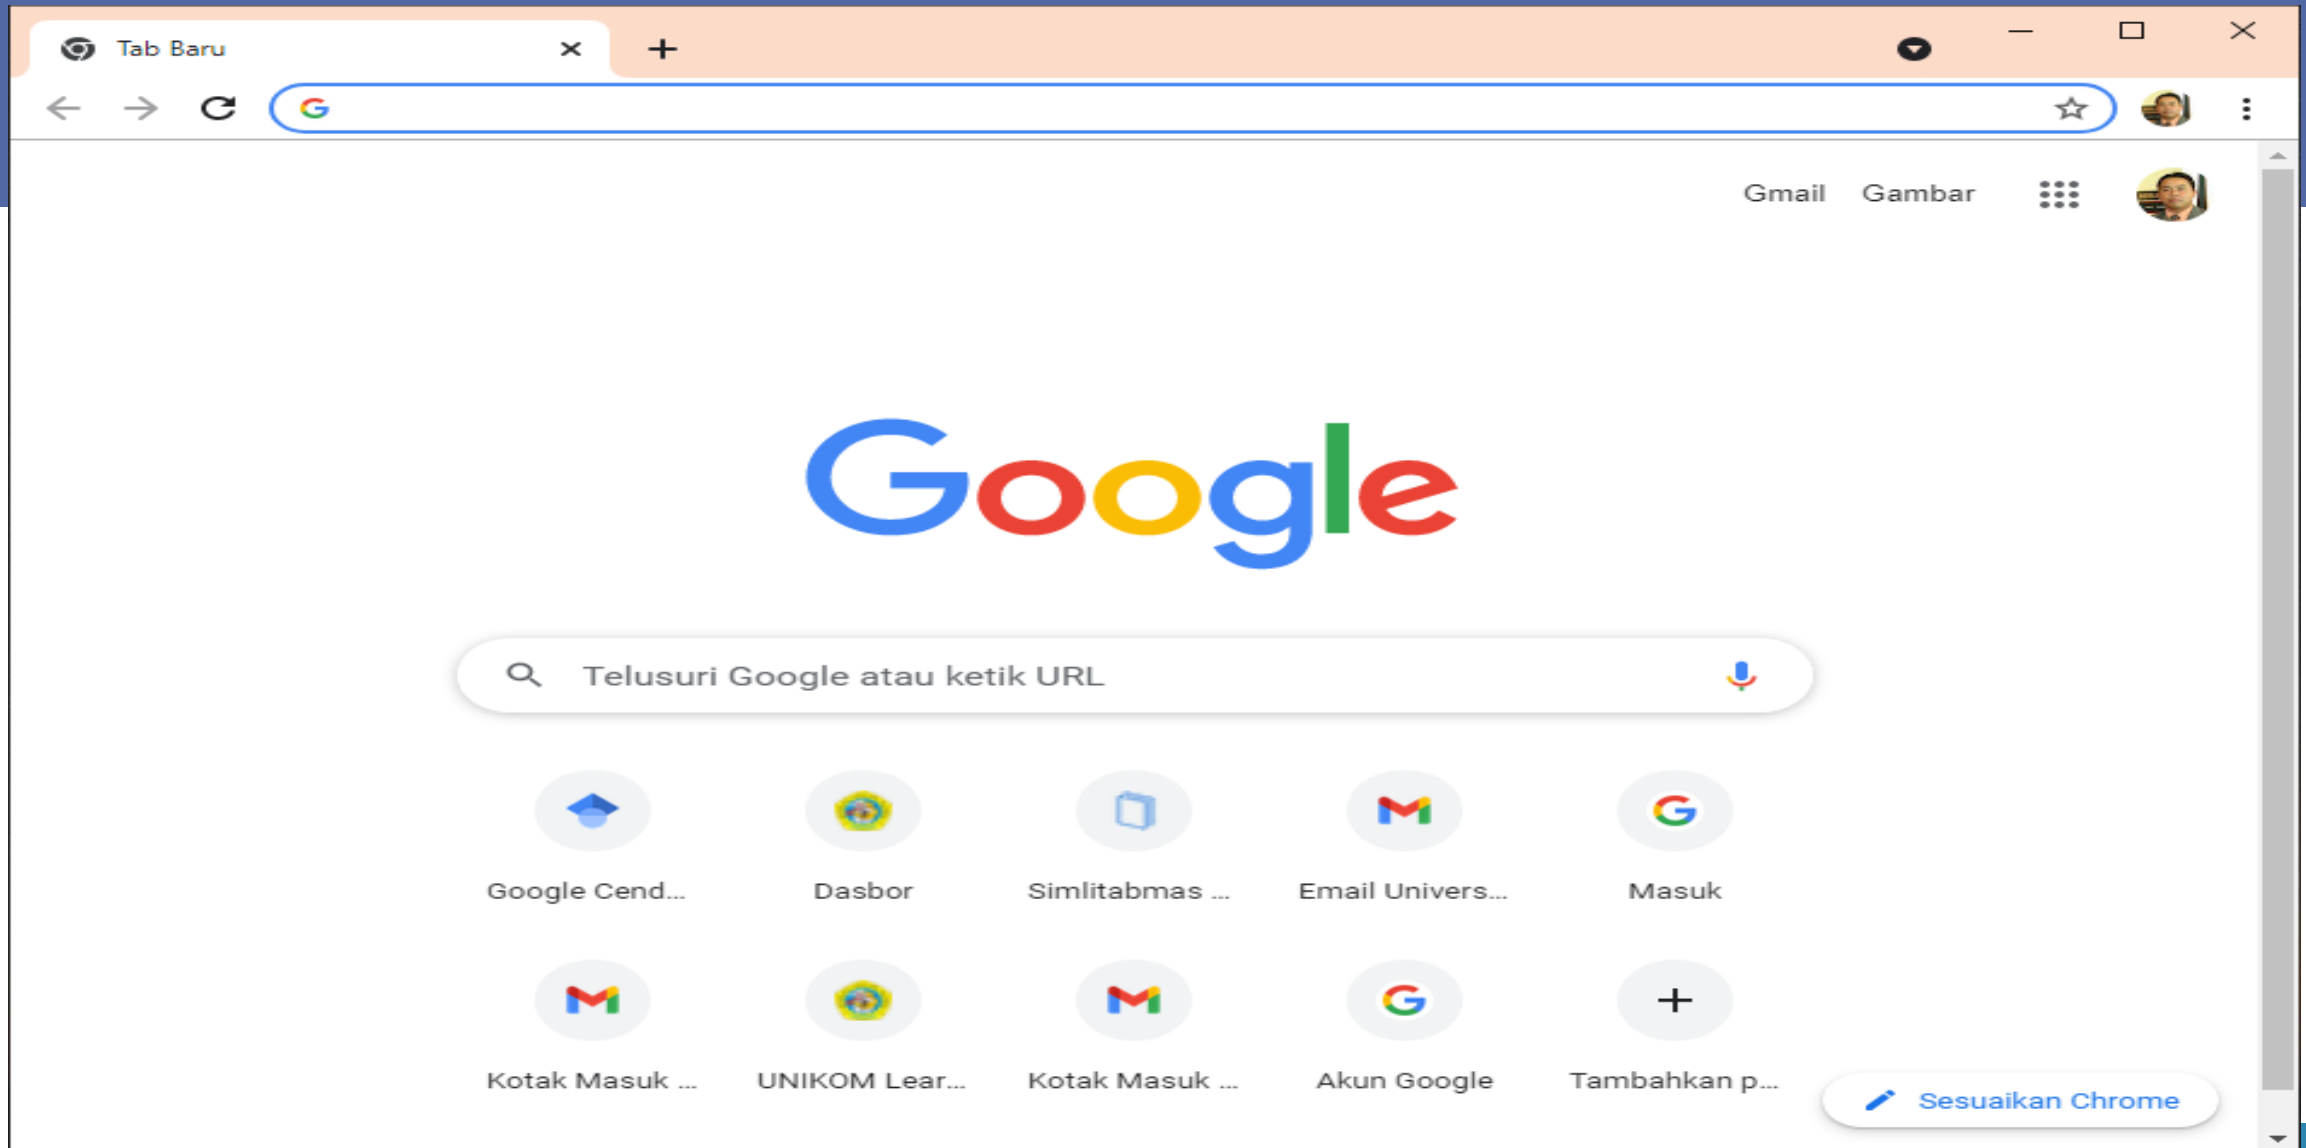 Tab Baru
Gmail Gambar
Google
Telusuri Google atau ketik URL
Google Cend... Dasbor Simlitabmas ... Email Univers... Masuk
Kotak Masuk ... UNIKOM Lear... Kotak Masuk ... Akun Google Tambahkan p...
Sesuaikan Chrome